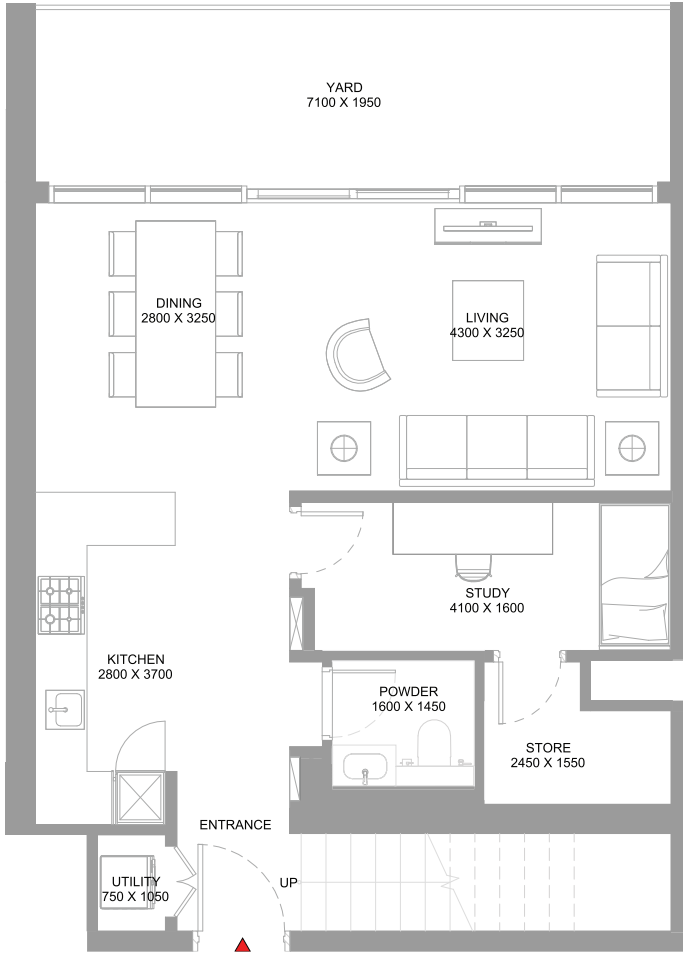 YARD
7100 X 1950
DINING
2800 X 3250
LIVING
4300 X 3250
STUDY
4100 X 1600
KITCHEN
2800 X 3700
POWDER
1600 X 1450
STORE
2450 X 1550
ENTRANCE
UTILITY
750 X 1050
UP